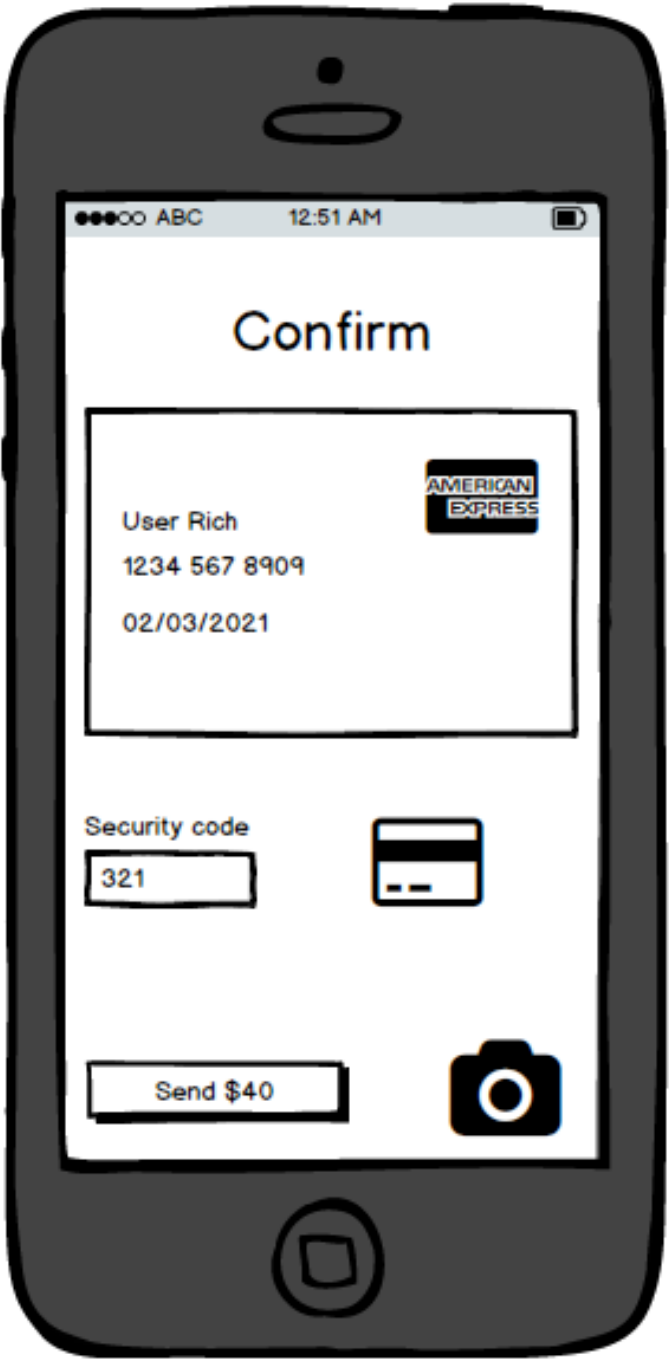 ABC 12:51 AM
Confirm
AMERICAN
EXPRESS
User Rich
1234 567 8909
02/03/2021
Security code
321
Send $40